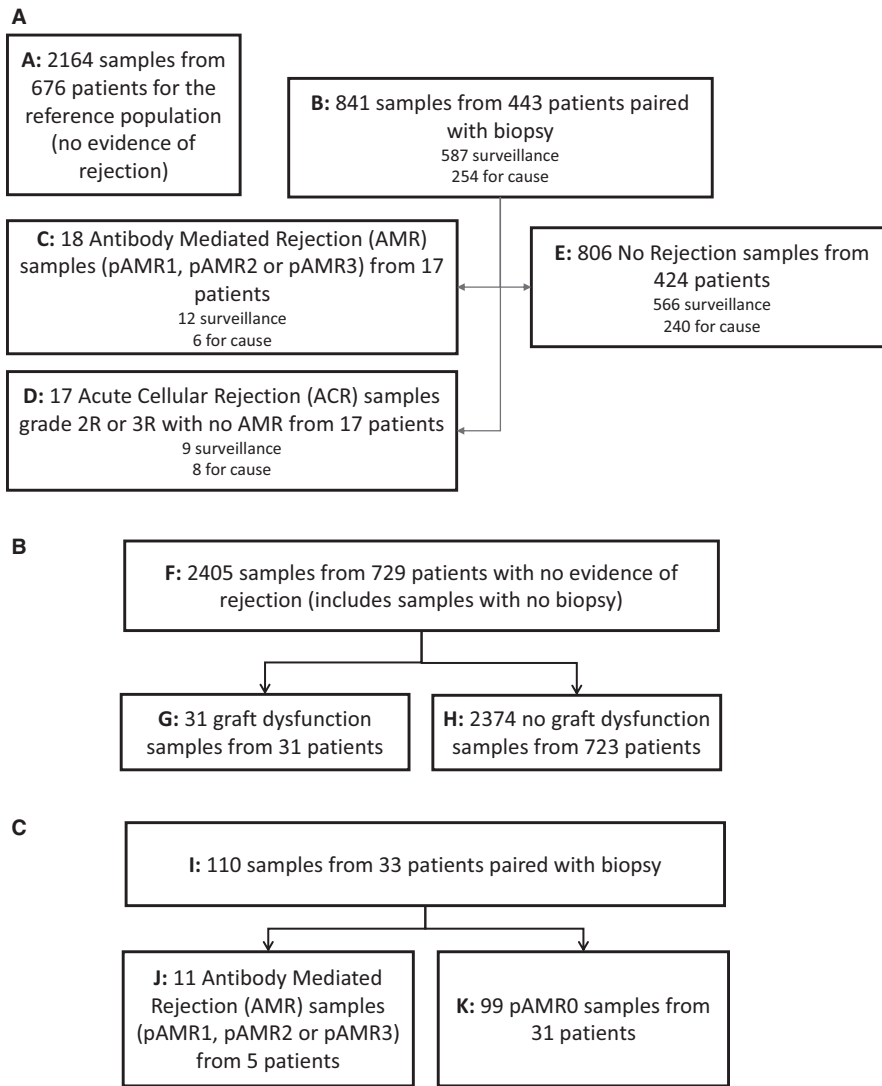 A
A: 2164 samples from
676 patients for the
reference population
(no evidence of
rejection)
B: 841 samples from 443 patients paired
with biopsy
587 surveillance
254 for cause
C: 18 Antibody Mediated Rejection (AMR)
samples (pAMR1, pAMR2 or pAMR3) from 17
patients
12 surveillance
6 for cause
E: 806 No Rejection samples from
424 patients
566 surveillance
240 for cause
D: 17 Acute Cellular Rejection (ACR) samples
grade 2R or 3R with no AMR from 17 patients
9 surveillance
8 for cause
B
F: 2405 samples from 729 patients with no evidence of
rejection (includes samples with no biopsy)
G: 31 graft dysfunction
samples from 31 patients
H: 2374 no graft dysfunction
samples from 723 patients
C
I: 110 samples from 33 patients paired with biopsy
J: 11 Antibody Mediated
Rejection (AMR) samples
(pAMR1, pAMR2 or pAMR3)
from 5 patients
K: 99 pAMR0 samples from
31 patients